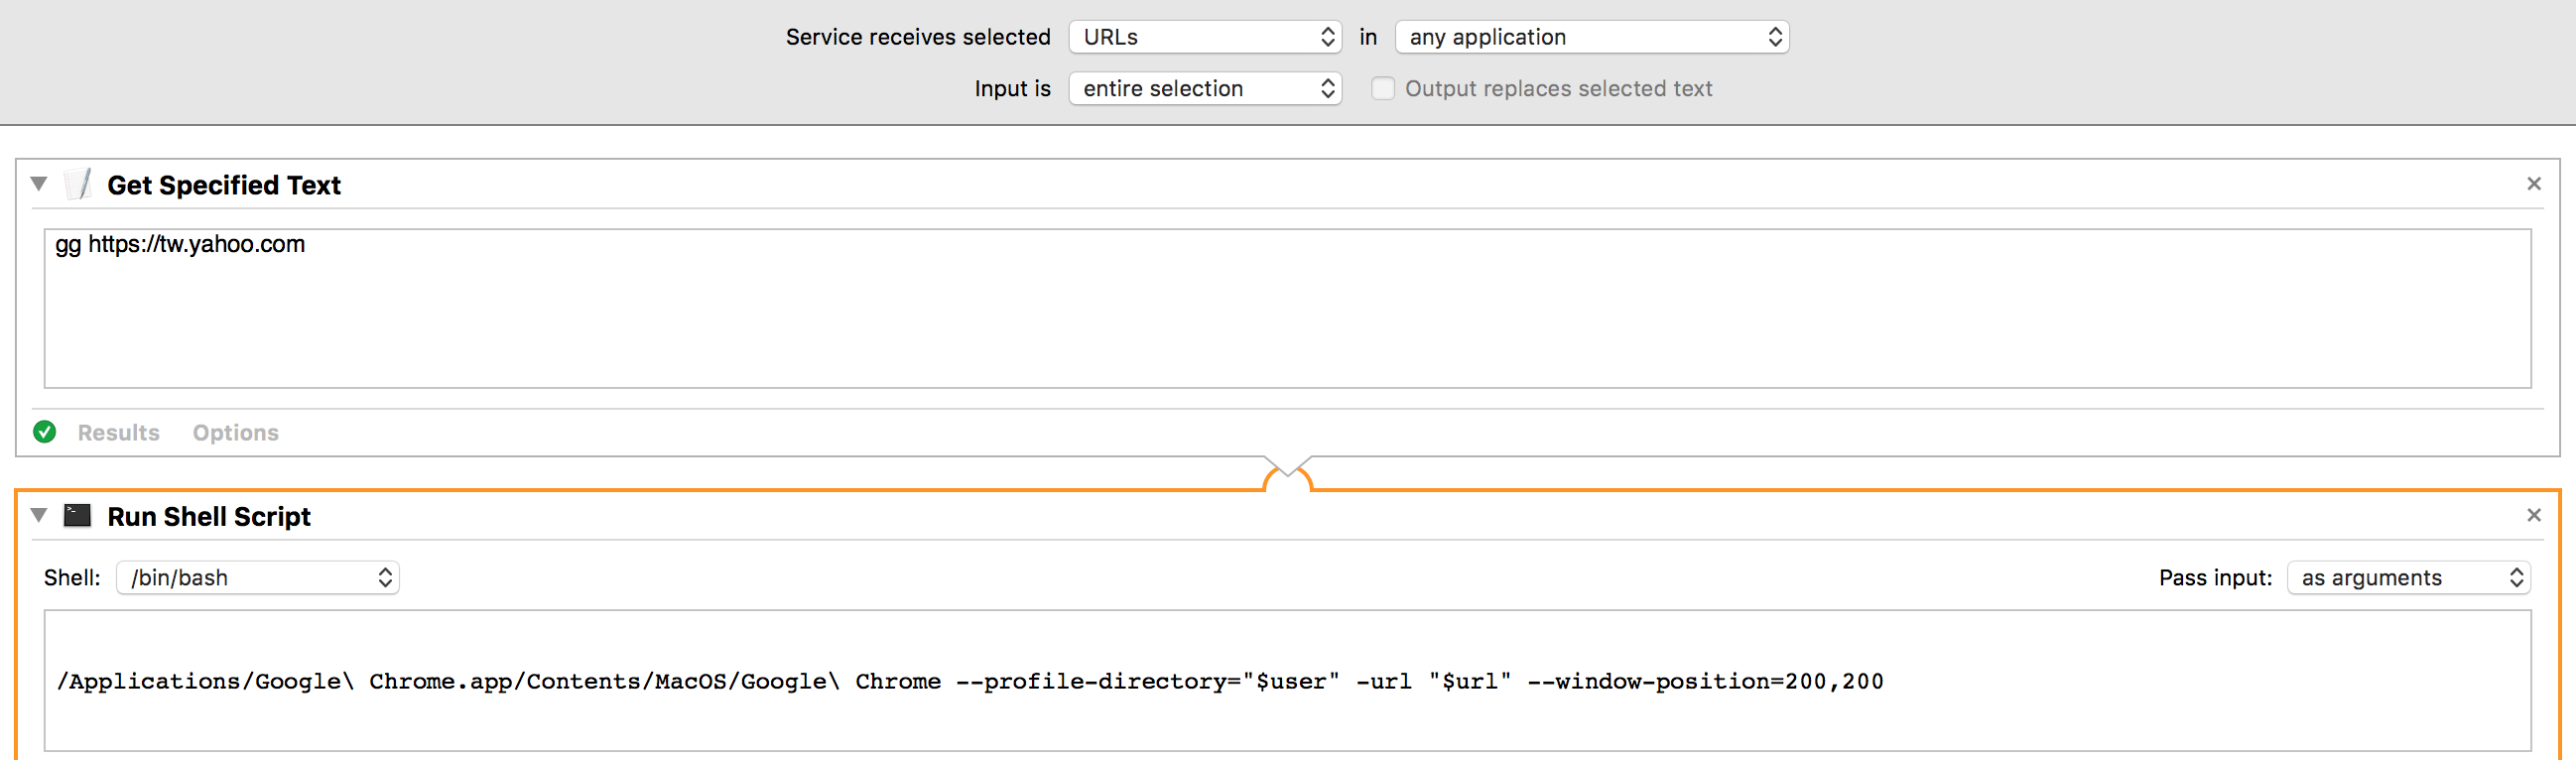 Service receives selected URLs in any application
Input is entire selection Output replaces selected text
Get Specified Text
gg https://tw.yahoo.com
Results Options
Run Shell Script
Shell: /bin/bash Pass input: as arguments
/Applications/Google\ Chrome.app/Contents/MacOS/Google\ Chrome --profile-directory="$user" -url "$url" --window-position=200,200